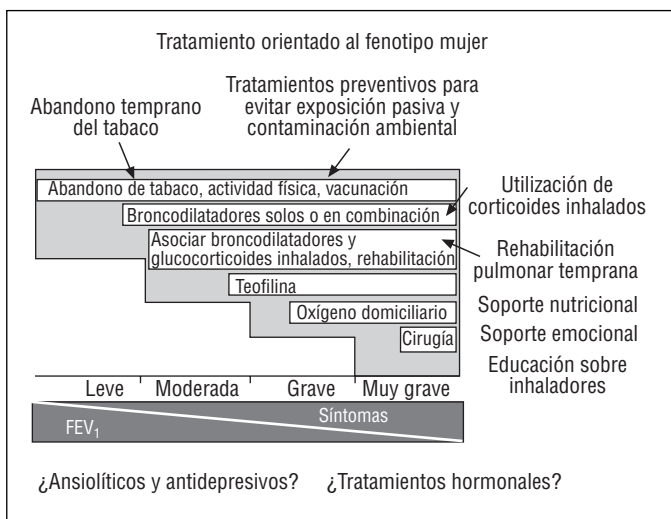 Tratamiento orientado al fenotipo mujer
Abandono temprano
del tabaco
Tratamientos preventivos para
evitar exposición pasiva y
contaminación ambiental
Abandono de tabaco, actividad física, vacunación
Broncodilatadores solos o en combinación
Utilización de
corticoides inhalados
Asociar broncodilatadores y
glucocorticoides inhalados, rehabilitación
Rehabilitación
pulmonar temprana
Teofilina
Oxígeno domiciliario
Soporte nutricional
Cirugía
Soporte emocional
Educación sobre
inhaladores
Leve Moderada Grave Muy grave
Síntomas
FEV₁
¿Ansiolíticos y antidepresivos? ¿Tratamientos hormonales?